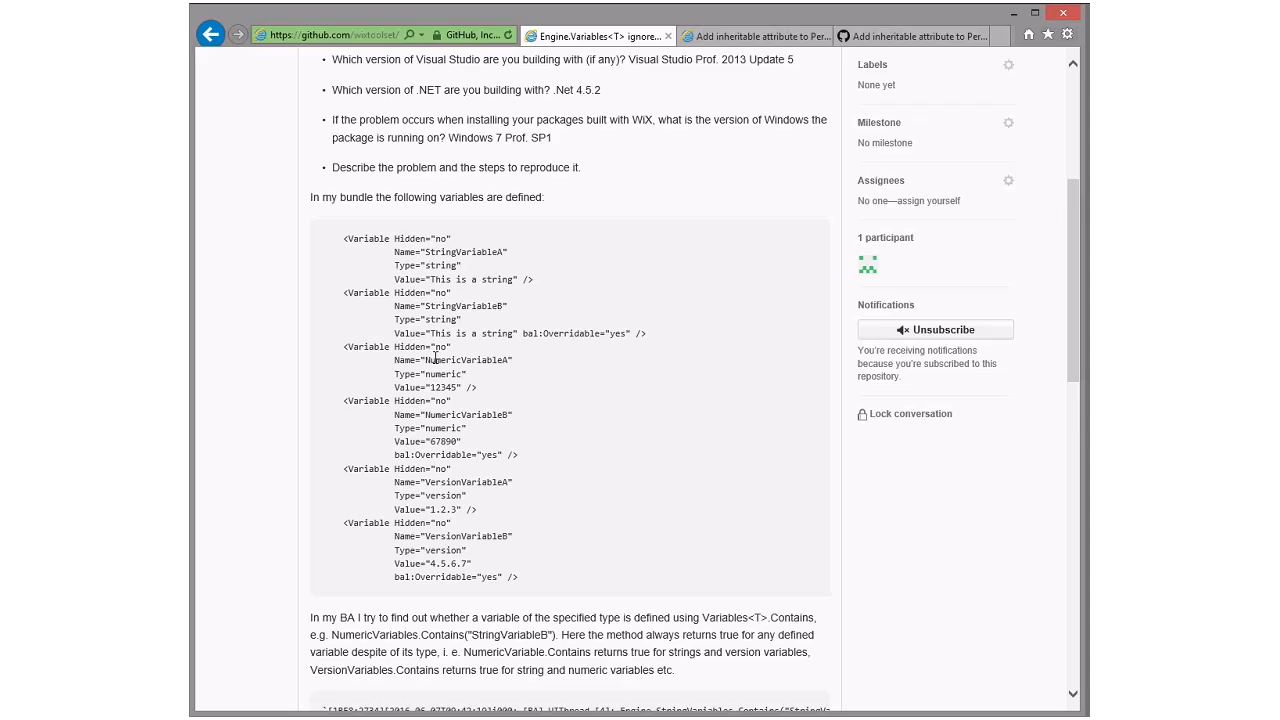 https://github.com/wixtoolset/
GitHub, Inc...
Engine.Variables<T> ignore...
Add inheritable attribute to Per...
Add inheritable attribute to Per...
• Which version of Visual Studio are you building with (if any)? Visual Studio Prof. 2013 Update 5
• Which version of .NET are you building with? .Net 4.5.2
• If the problem occurs when installing your packages built with WiX, what is the version of Windows the
package is running on? Windows 7 Prof. SP1
• Describe the problem and the steps to reproduce it.
In my bundle the following variables are defined:
<Variable Hidden="no"
Name="StringVariableA"
Type="string"
Value="This is a string" />
<Variable Hidden="no"
Name="StringVariableB"
Type="string"
Value="This is a string" bal:Overridable="yes" />
<Variable Hidden="no"
Name="NumericVariableA"
Type="numeric"
Value="12345" />
<Variable Hidden="no"
Name="NumericVariableB"
Type="numeric"
Value="67890"
bal:Overridable="yes" />
<Variable Hidden="no"
Name="VersionVariableA"
Type="version"
Value="1.2.3" />
<Variable Hidden="no"
Name="VersionVariableB"
Type="version"
Value="4.5.6.7"
bal:Overridable="yes" />
In my BA I try to find out whether a variable of the specified type is defined using Variables<T>.Contains,
e.g. NumericVariables.Contains("StringVariableB"). Here the method always returns true for any defined
variable despite of its type, i. e. NumericVariable.Contains returns true for strings and version variables,
VersionVariables.Contains returns true for string and numeric variables etc.
Labels
None yet
Milestone
No milestone
Assignees
No one—assign yourself
1 participant
Notifications
Unsubscribe
You're receiving notifications
because you're subscribed to this
repository.
Lock conversation